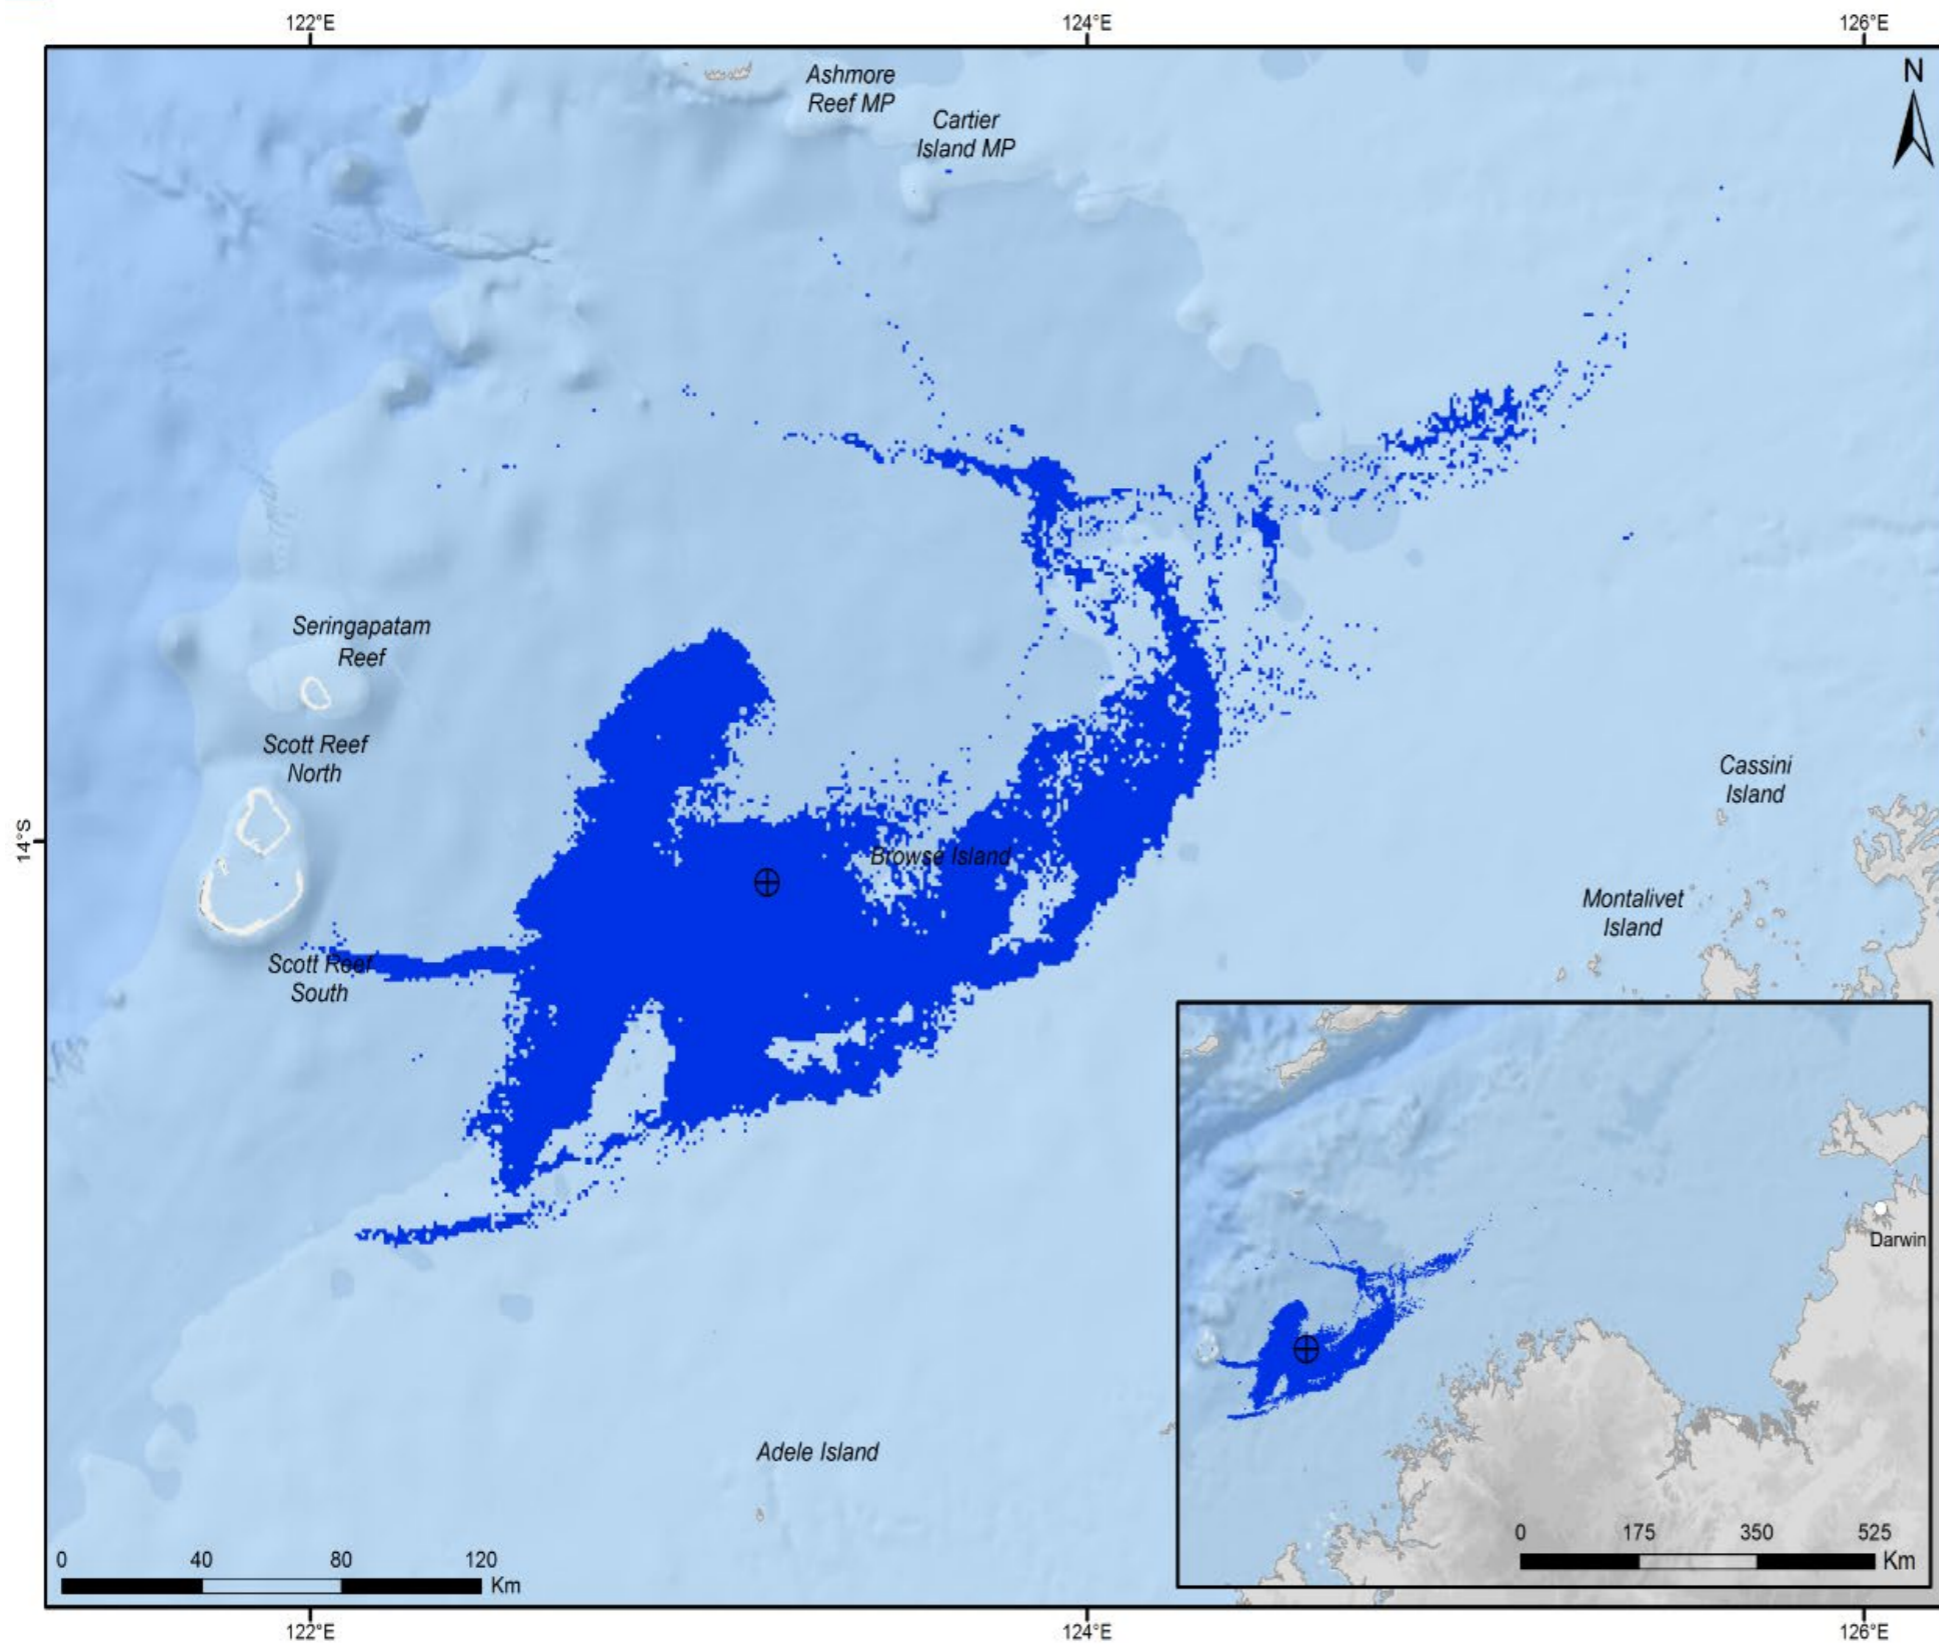 122°E
124°E
126°E
N
Ashmore
Reef MP
Cartier
Island MP
Seringapatam
Reef
Scott Reef
North
Cassini
Island
14°S
Browse Island
Montalivet
Island
Scott Reef
South
Darwin
Adele Island
0 40 80 120
Km
0 175 350 525
Km
122°E
124°E
126°E